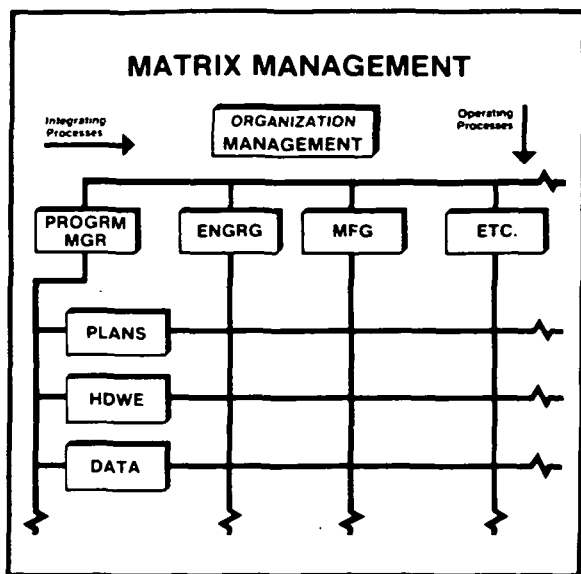 MATRIX MANAGEMENT
Integrating
Processes
ORGANIZATION
MANAGEMENT
Operating
Processes
PROGRM
MGR
ENGRG
MFG
ETC.
PLANS
HDWE
DATA